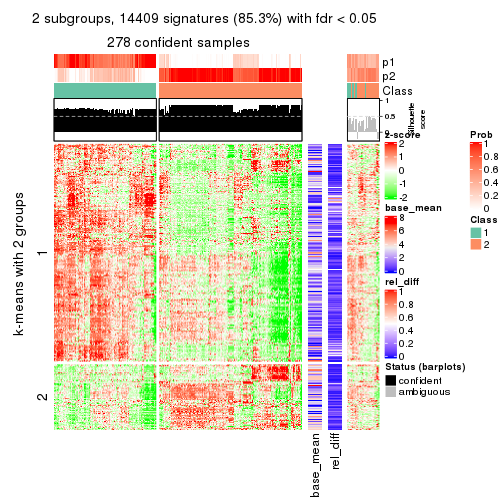 2 subgroups, 14409 signatures (85.3%) with fdr < 0.05
278 confident samples
p1
p2
Class
1
0.5
0
Silhouette
score
k-means with 2 groups
1
2
z-score
2
1
0
-1
-2
base_mean
8
6
4
2
0
rel_diff
1
0.8
0.6
0.4
0.2
0
Status (barplots)
confident
ambiguous
Prob
1
0.8
0.6
0.4
0.2
0
Class
1
2
base_mean
rel_diff